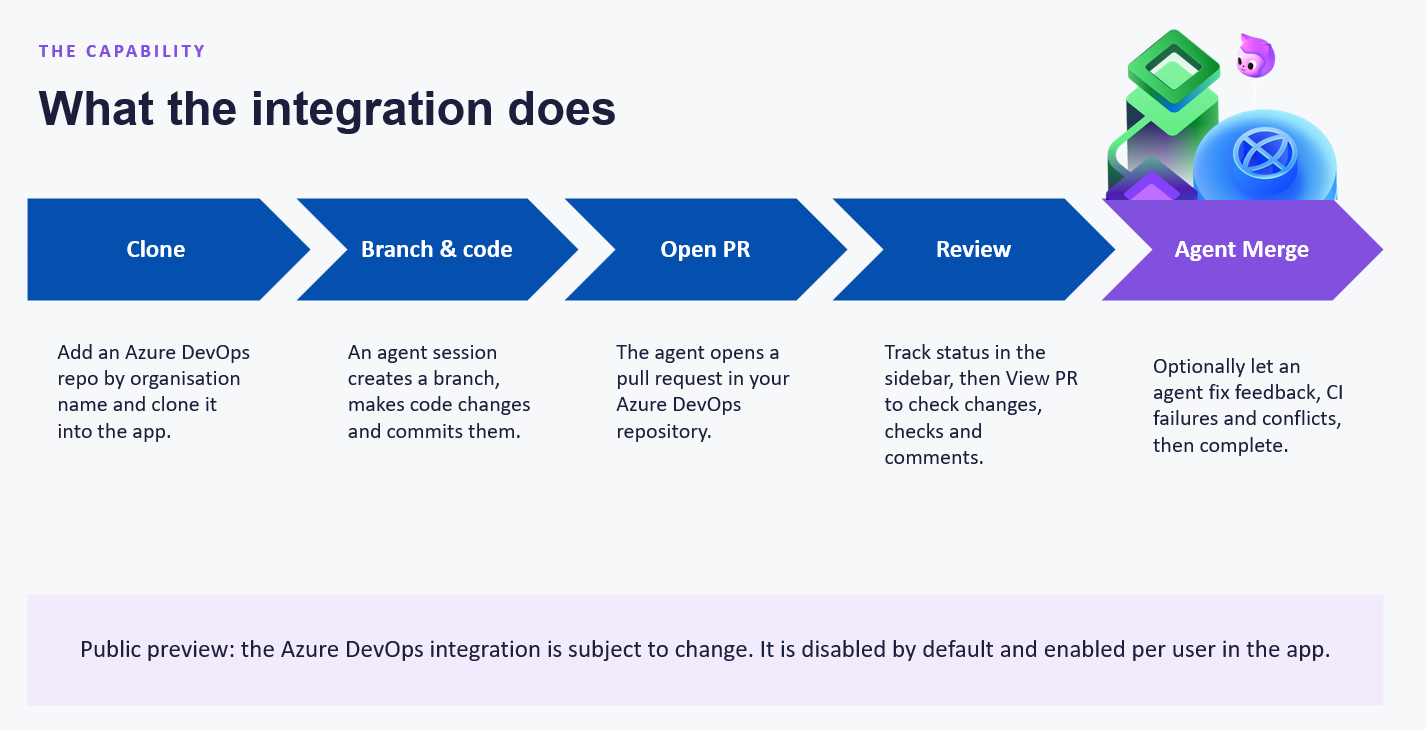 THE CAPABILITY
What the integration does
Clone
Branch & code
Open PR
Review
Agent Merge
Add an Azure DevOps
repo by organisation
name and clone it
into the app.
An agent session
creates a branch,
makes code changes
and commits them.
The agent opens a
pull request in your
Azure DevOps
repository.
Track status in the
sidebar, then View PR
to check changes,
checks and
comments.
Optionally let an
agent fix feedback, CI
failures and conflicts,
then complete.
Public preview: the Azure DevOps integration is subject to change. It is disabled by default and enabled per user in the app.